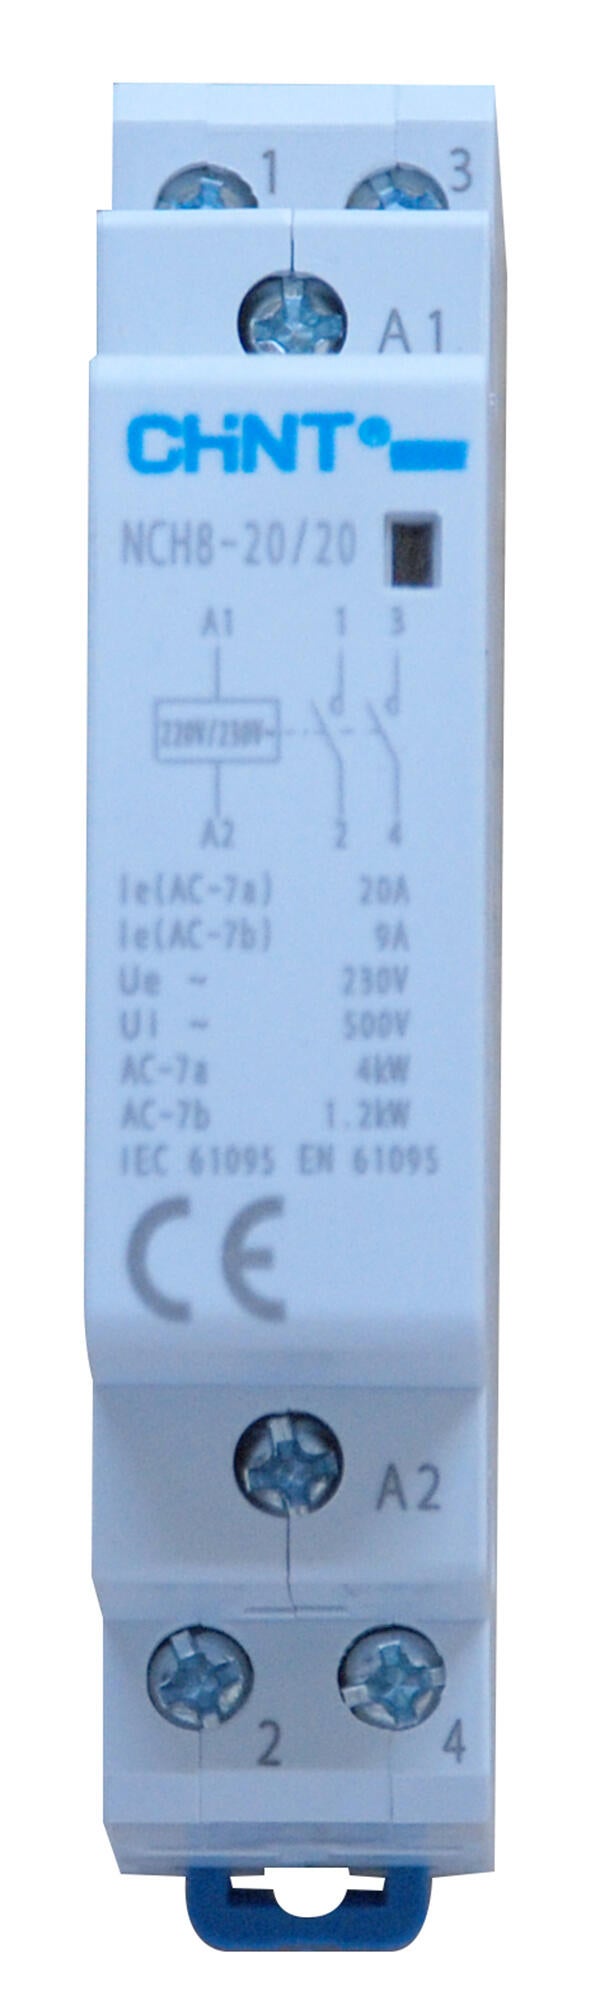 1 3
A1
CHiNT
NCH8-20/20
A1 1 3
220V/230V~
A2 2 4
Ie(AC-7a) 20A
Ie(AC-7b) 9A
Ue ~ 230V
Ui ~ 500V
AC-7a 4kW
AC-7b 1.2kW
IEC 61095 EN 61095
CE
A2
2 4